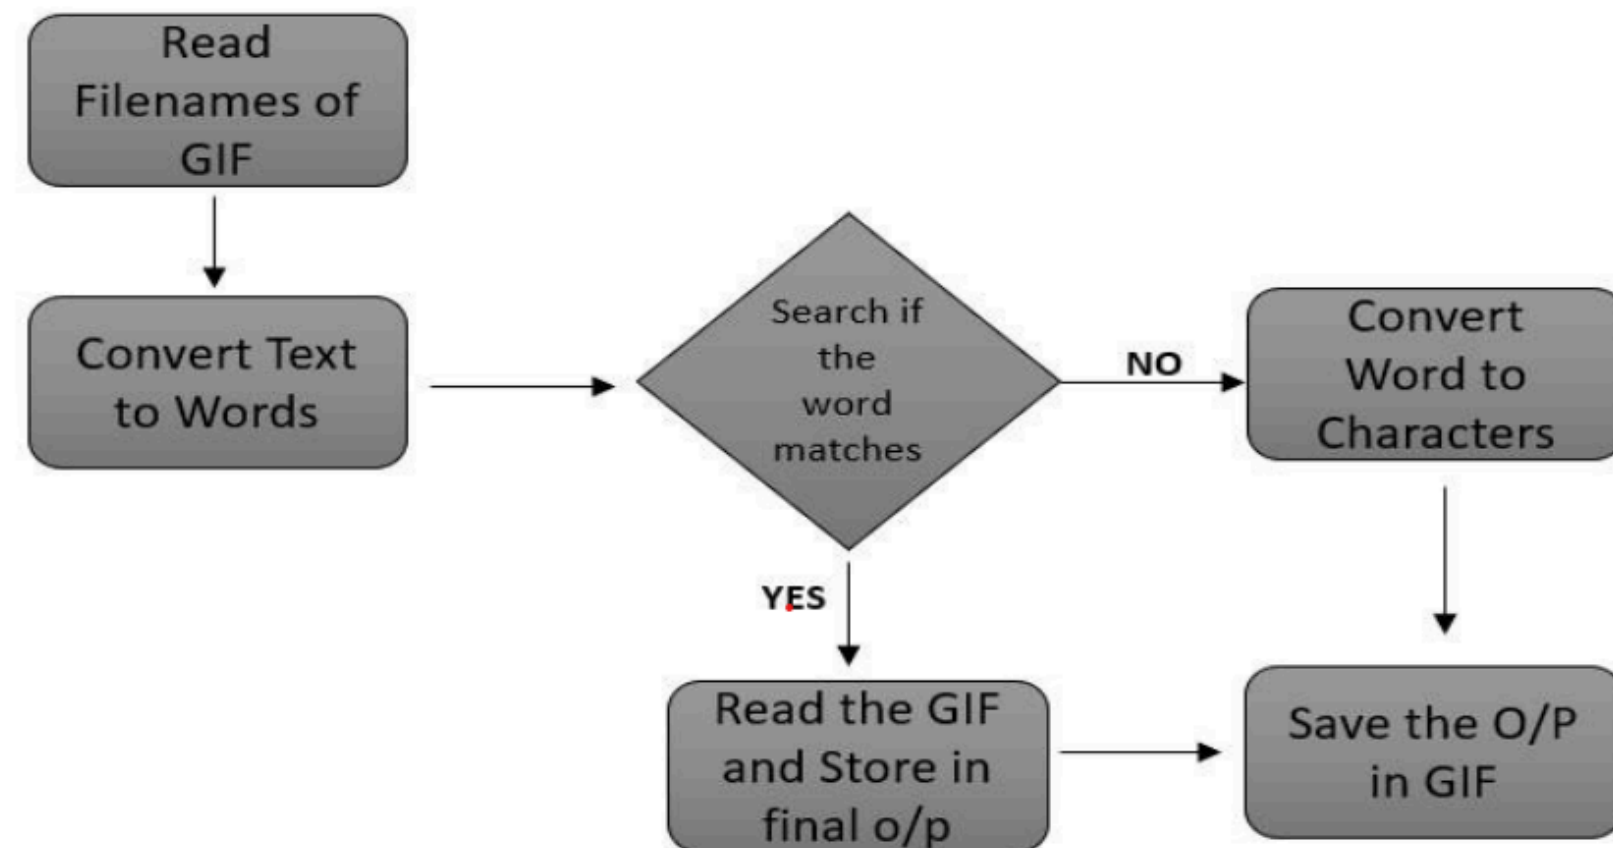 Read
Filenames of
GIF
Convert Text
to Words
Search if
the
word
matches
NO
Convert
Word to
Characters
YES
Read the GIF
and Store in
final o/p
Save the O/P
in GIF